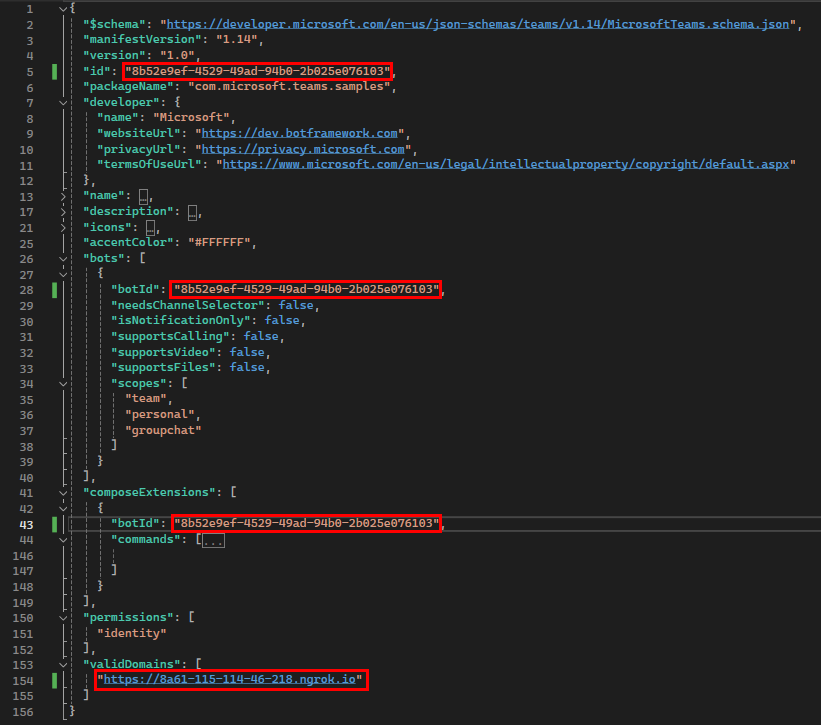 1 {
2 "$schema": "https://developer.microsoft.com/en-us/json-schemas/teams/v1.14/MicrosoftTeams.schema.json",
3 "manifestVersion": "1.14",
4 "version": "1.0",
5 "id": "8b52e9ef-4529-49ad-94b0-2b025e076103",
6 "packageName": "com.microsoft.teams.samples",
7 "developer": {
8 "name": "Microsoft",
9 "websiteUrl": "https://dev.botframework.com",
10 "privacyUrl": "https://privacy.microsoft.com",
11 "termsOfUseUrl": "https://www.microsoft.com/en-us/legal/intellectualproperty/copyright/default.aspx"
12 },
13 "name": …,
17 "description": …,
21 "icons": …,
25 "accentColor": "#FFFFFF",
26 "bots": [
27 {
28 "botId": "8b52e9ef-4529-49ad-94b0-2b025e076103",
29 "needsChannelSelector": false,
30 "isNotificationOnly": false,
31 "supportsCalling": false,
32 "supportsVideo": false,
33 "supportsFiles": false,
34 "scopes": [
35 "team",
36 "personal",
37 "groupchat"
38 ]
39 }
40 ],
41 "composeExtensions": [
42 {
43 "botId": "8b52e9ef-4529-49ad-94b0-2b025e076103",
44 "commands": [...
146
147 ]
148 }
149 ],
150 "permissions": [
151 "identity"
152 ],
153 "validDomains": [
154 "https://8a61-115-114-46-218.ngrok.io"
155 ]
156 }